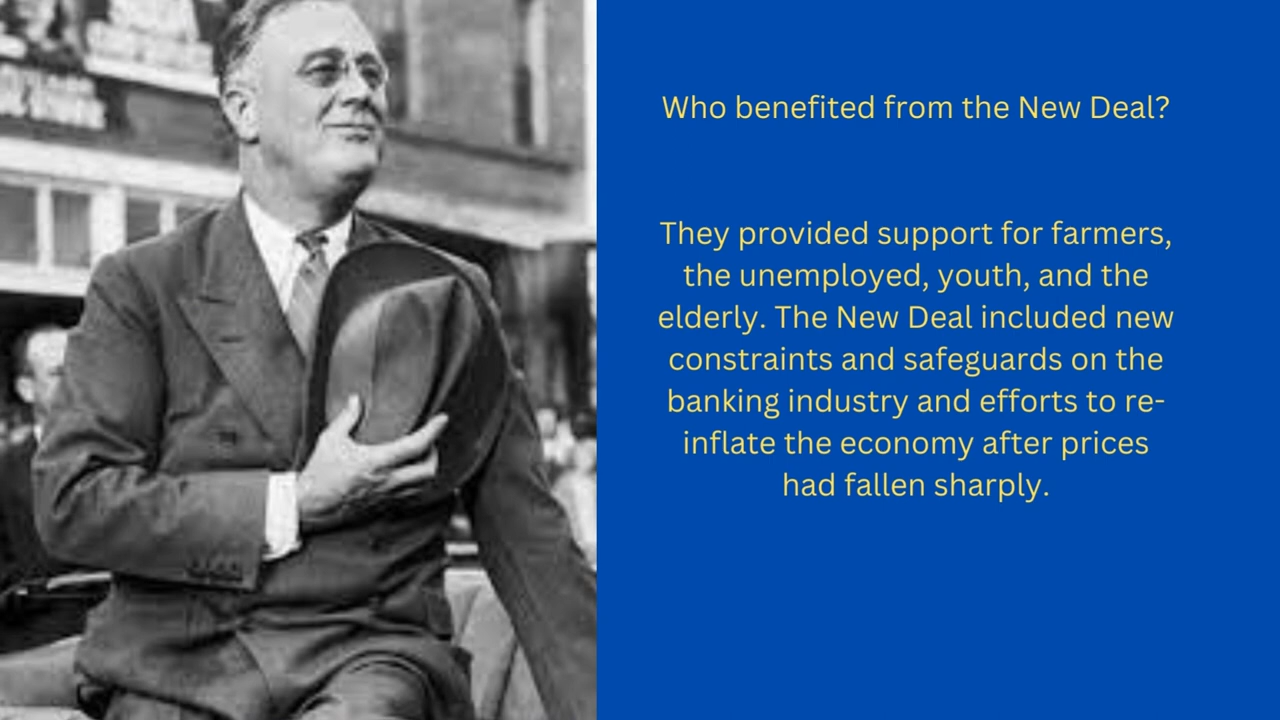 Who benefited from the New Deal?
They provided support for farmers,
the unemployed, youth, and the
elderly. The New Deal included new
constraints and safeguards on the
banking industry and efforts to re-
inflate the economy after prices
had fallen sharply.